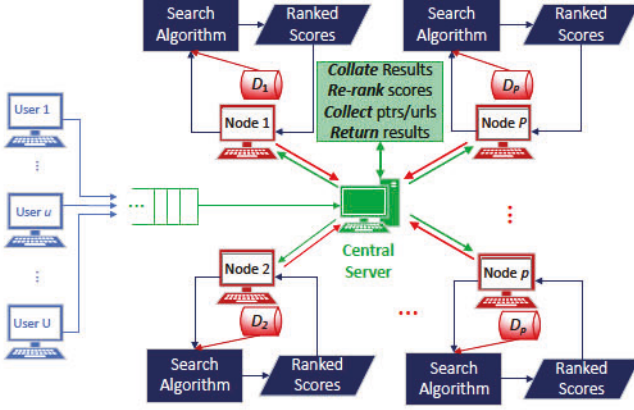 Search
Algorithm
Ranked
Scores
Search
Algorithm
Ranked
Scores
D1
Collate Results
Re-rank scores
Collect ptrs/urls
Return results
DP
User 1
Node 1
Node P
...
User u
...
...
Central
Server
...
Node 2
Node p
User U
D2
...
Dp
Search
Algorithm
Ranked
Scores
Search
Algorithm
Ranked
Scores